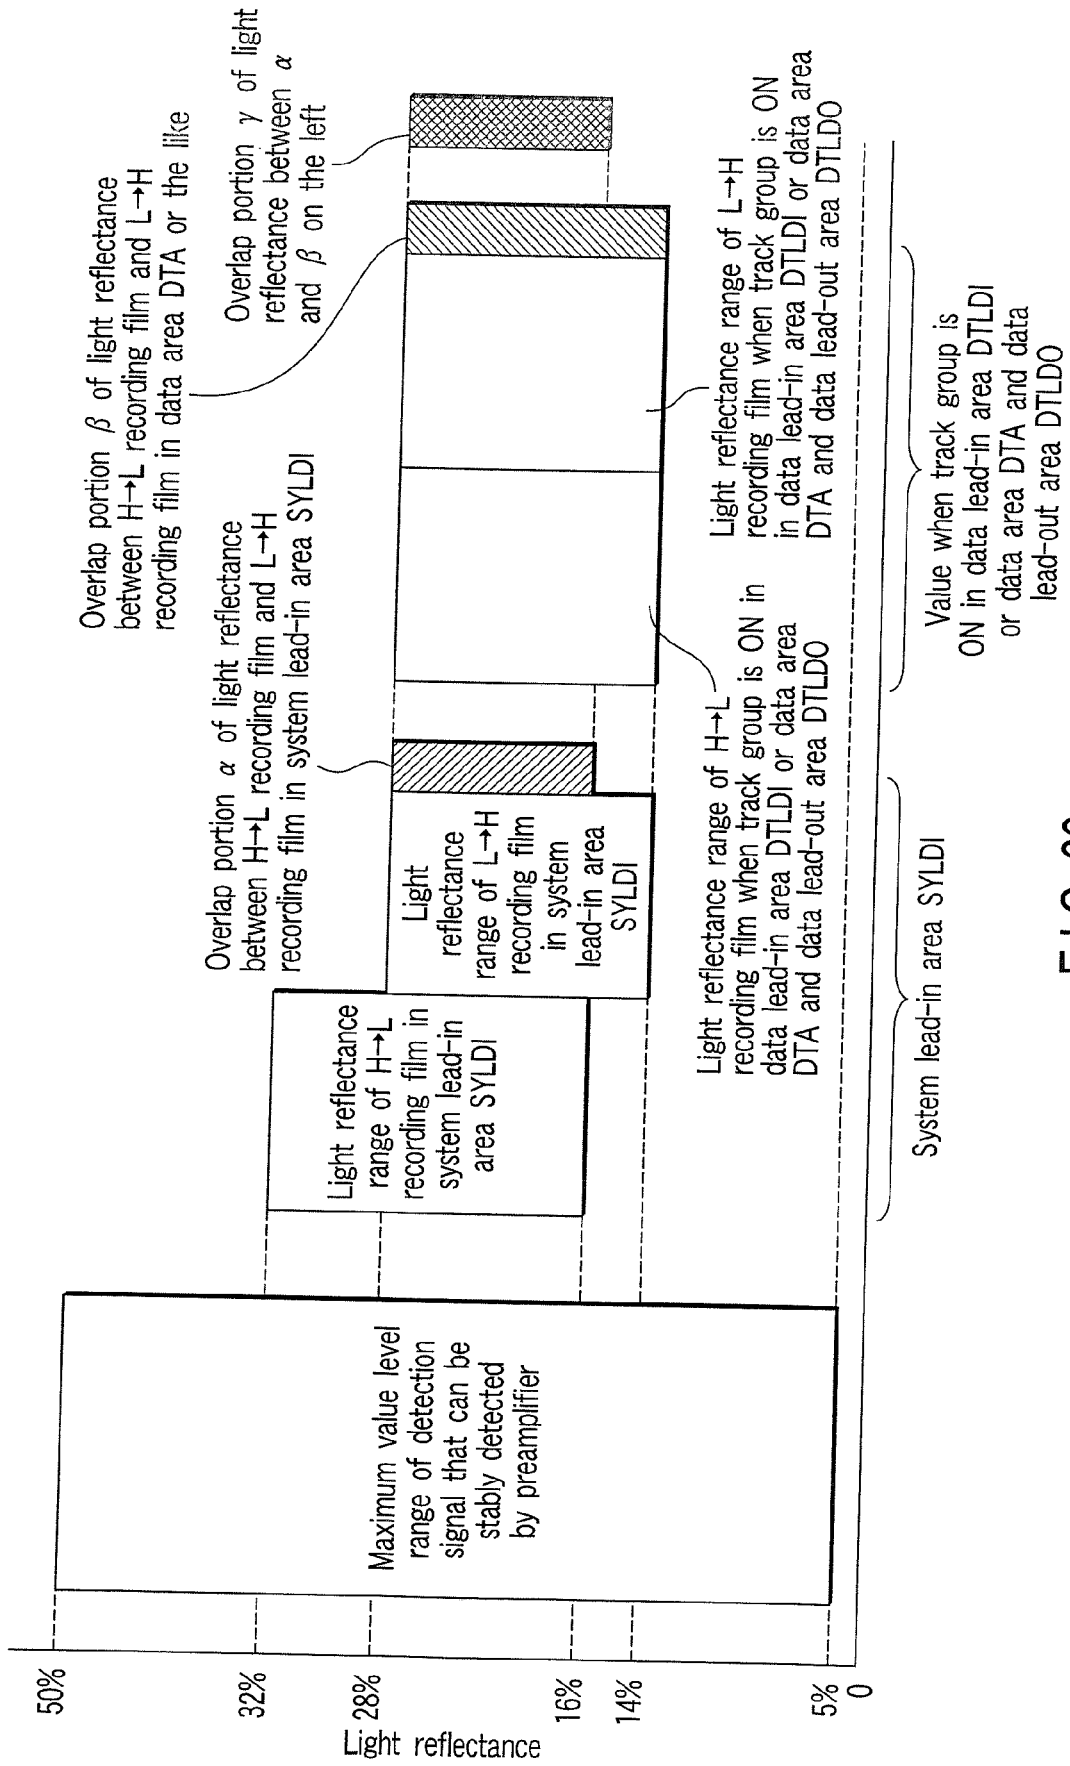 Light reflectance
50%
32%
28%
16%
14%
5%
0
Maximum value level
range of detection
signal that can be
stably detected
by preamplifier
Light reflectance
range of H→L
recording film in
system lead-in
area SYLDI
Light
reflectance
range of L→H
recording film
in system
lead-in area
SYLDI
Overlap portion α of light reflectance
between H→L recording film and L→H
recording film in system lead-in area SYLDI
Overlap portion β of light reflectance
between H→L recording film and L→H
recording film in data area DTA or the like
Overlap portion γ of light
reflectance between α
and β on the left
Light reflectance range of H→L
recording film when track group is ON in
data lead-in area DTLDI or data area
DTA and data lead-out area DTLDO
Light reflectance range of L→H
recording film when track group is ON
in data lead-in area DTLDI or data area
DTA and data lead-out area DTLDO
System lead-in area SYLDI
Value when track group is
ON in data lead-in area DTLDI
or data area DTA and data
lead-out area DTLDO